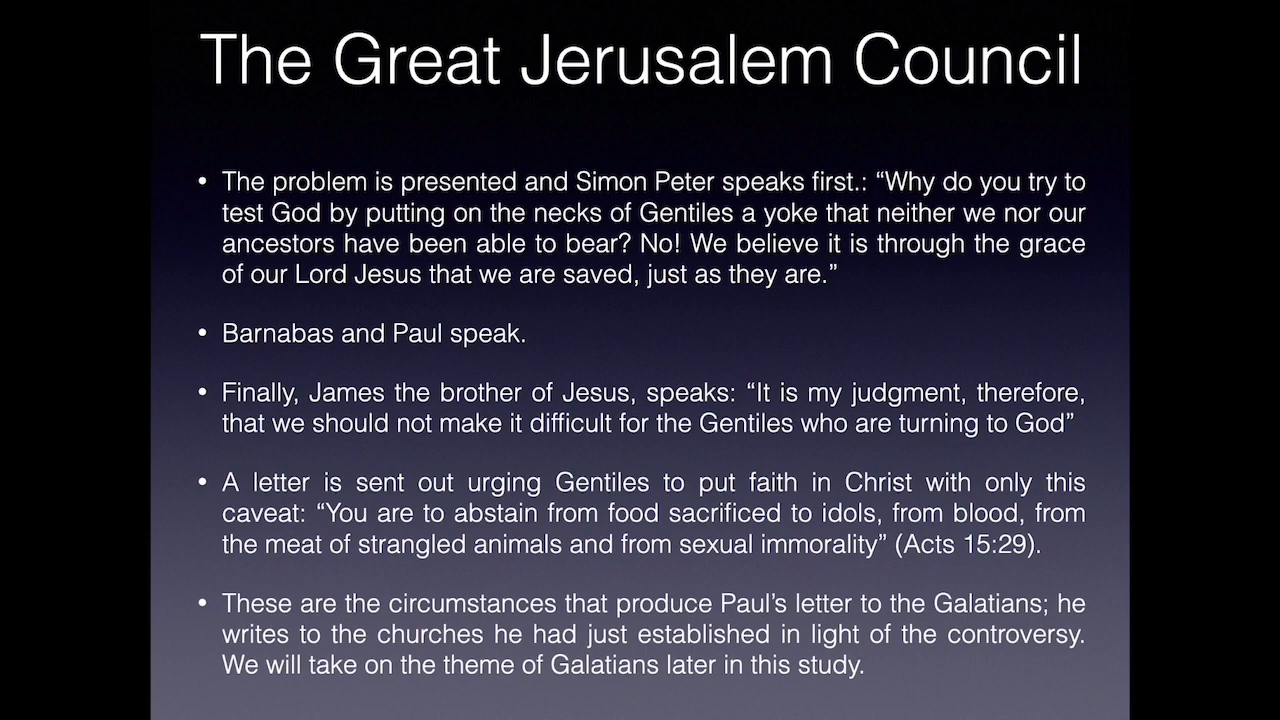 The Great Jerusalem Council
• The problem is presented and Simon Peter speaks first.: “Why do you try to
test God by putting on the necks of Gentiles a yoke that neither we nor our
ancestors have been able to bear? No! We believe it is through the grace
of our Lord Jesus that we are saved, just as they are.”
• Barnabas and Paul speak.
• Finally, James the brother of Jesus, speaks: “It is my judgment, therefore,
that we should not make it difficult for the Gentiles who are turning to God”
• A letter is sent out urging Gentiles to put faith in Christ with only this
caveat: “You are to abstain from food sacrificed to idols, from blood, from
the meat of strangled animals and from sexual immorality” (Acts 15:29).
• These are the circumstances that produce Paul’s letter to the Galatians; he
writes to the churches he had just established in light of the controversy.
We will take on the theme of Galatians later in this study.